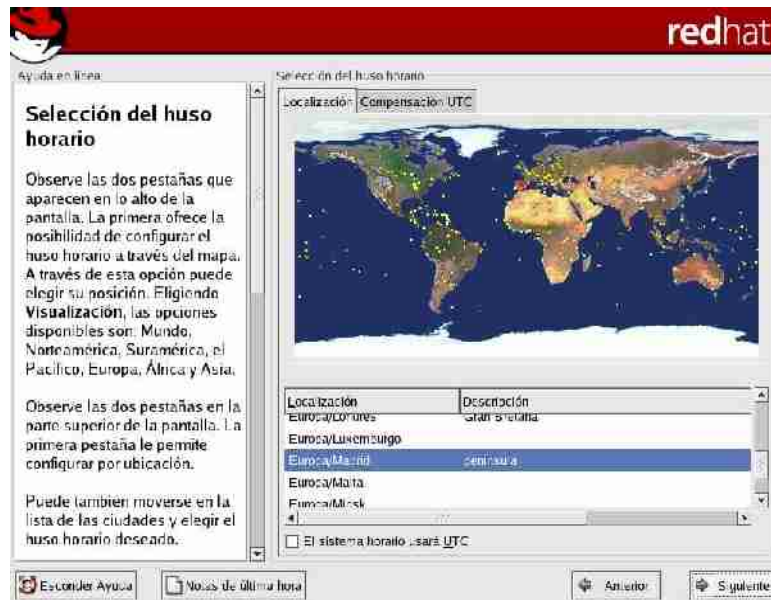 redhat
Ayuda en línea
Selección del huso
horario
Observe las dos pestañas que
aparecen en lo alto de la
pantalla. La primera ofrece la
posibilidad de configurar el
huso horario a través del mapa.
A través de esta opción puede
elegir su posición. Eligiendo
Visualización, las opciones
disponibles son: Mundo,
Norteamérica, Suramérica, el
Pacífico, Europa, África y Asia.
Observe las dos pestañas en la
parte superior de la pantalla. La
primera pestaña le permite
configurar por ubicación.
Puede también moverse en la
lista de las ciudades y elegir el
huso horario deseado.
Selección del huso horario
Localización Compensación UTC
Localización Descripción
Europa/Londres Gran Bretaña
Europa/Luxemburgo
Europa/Madrid península
Europa/Malta
Europa/Minsk
El sistema horario usará UTC
Esconder Ayuda Notas de última hora Anterior Siguiente